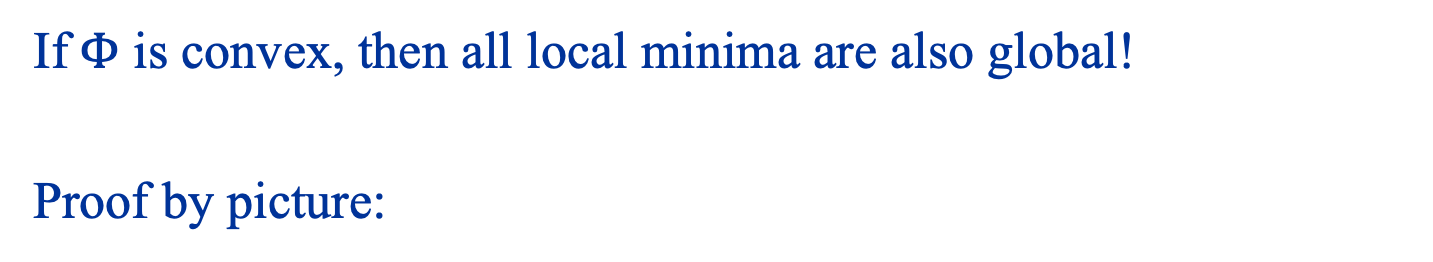 If Φ is convex, then all local minima are also global!
Proof by picture: